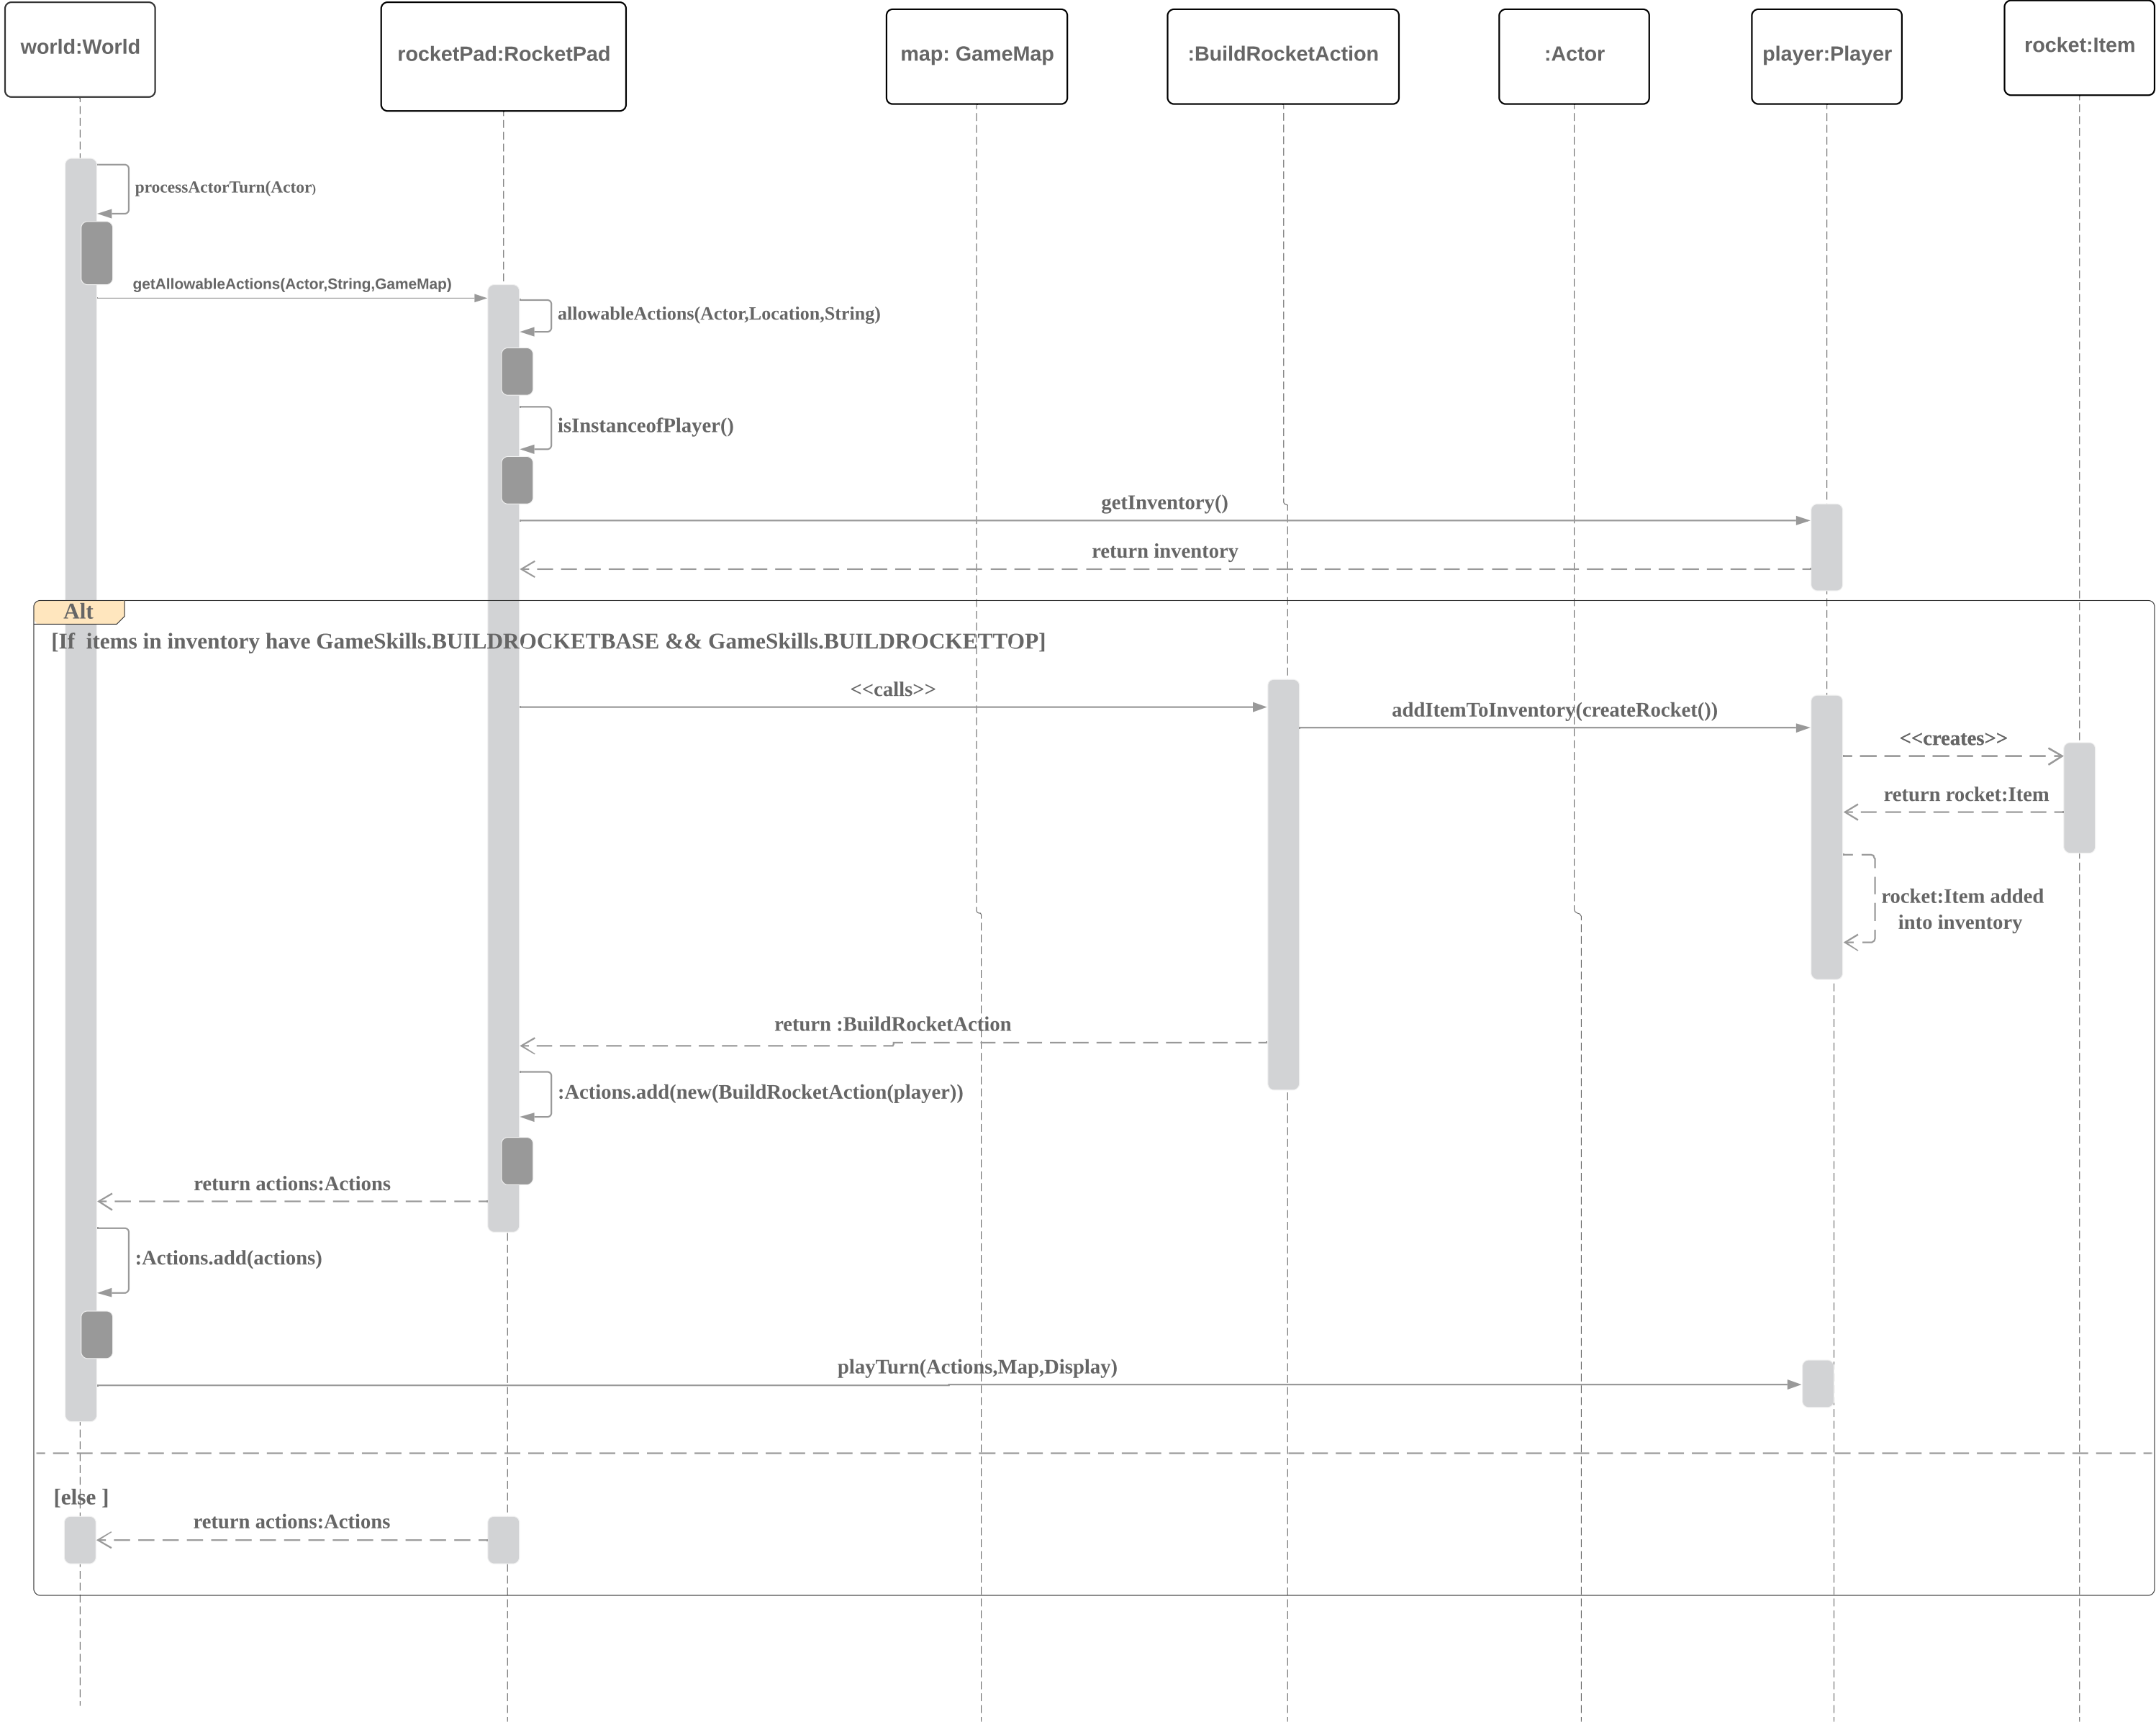 world:World
rocketPad:RocketPad
map: GameMap
:BuildRocketAction
:Actor
player:Player
rocket:Item
processActorTurn(Actor)
getAllowableActions(Actor,String,GameMap)
allowableActions(Actor,Location,String)
isInstanceofPlayer()
getInventory()
return inventory
Alt
[If  items in inventory have GameSkills.BUILDROCKETBASE && GameSkills.BUILDROCKETTOP]
<<calls>>
addItemToInventory(createRocket())
<<creates>>
return rocket:Item
rocket:Item added
into inventory
return :BuildRocketAction
:Actions.add(new(BuildRocketAction(player))
return actions:Actions
:Actions.add(actions)
playTurn(Actions,Map,Display)
[else ]
return actions:Actions